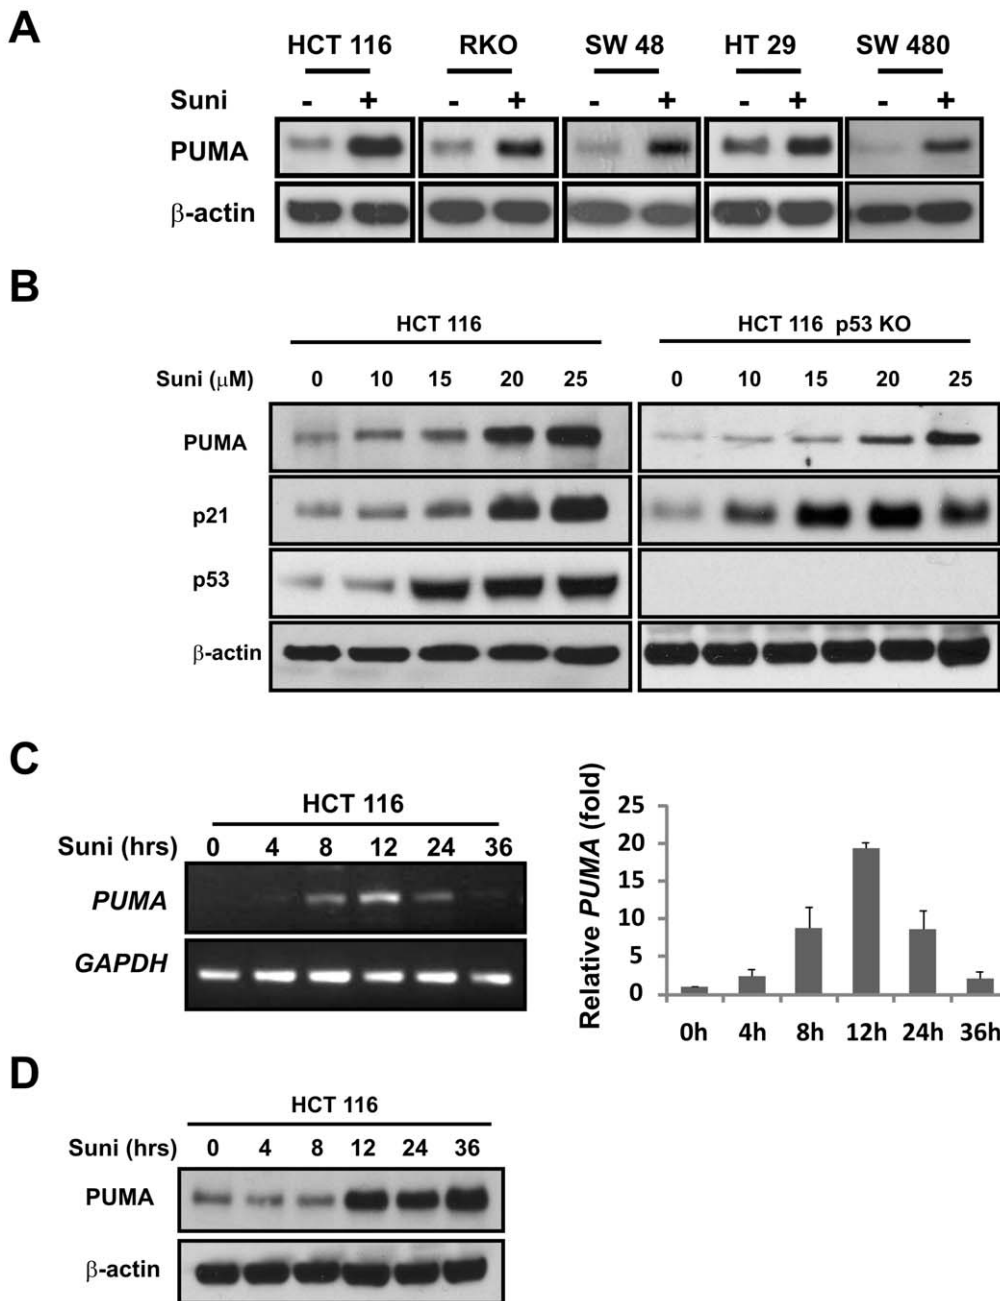 A
HCT 116 RKO SW 48 HT 29 SW 480
Suni - + - + - + - + - +
PUMA
β-actin
B
HCT 116 HCT 116 p53 KO
Suni (μM) 0 10 15 20 25 0 10 15 20 25
PUMA
p21
p53
β-actin
C
HCT 116
Suni (hrs) 0 4 8 12 24 36
PUMA
GAPDH
Relative PUMA (fold)
25
20
15
10
5
0
0h 4h 8h 12h 24h 36h
D
HCT 116
Suni (hrs) 0 4 8 12 24 36
PUMA
β-actin